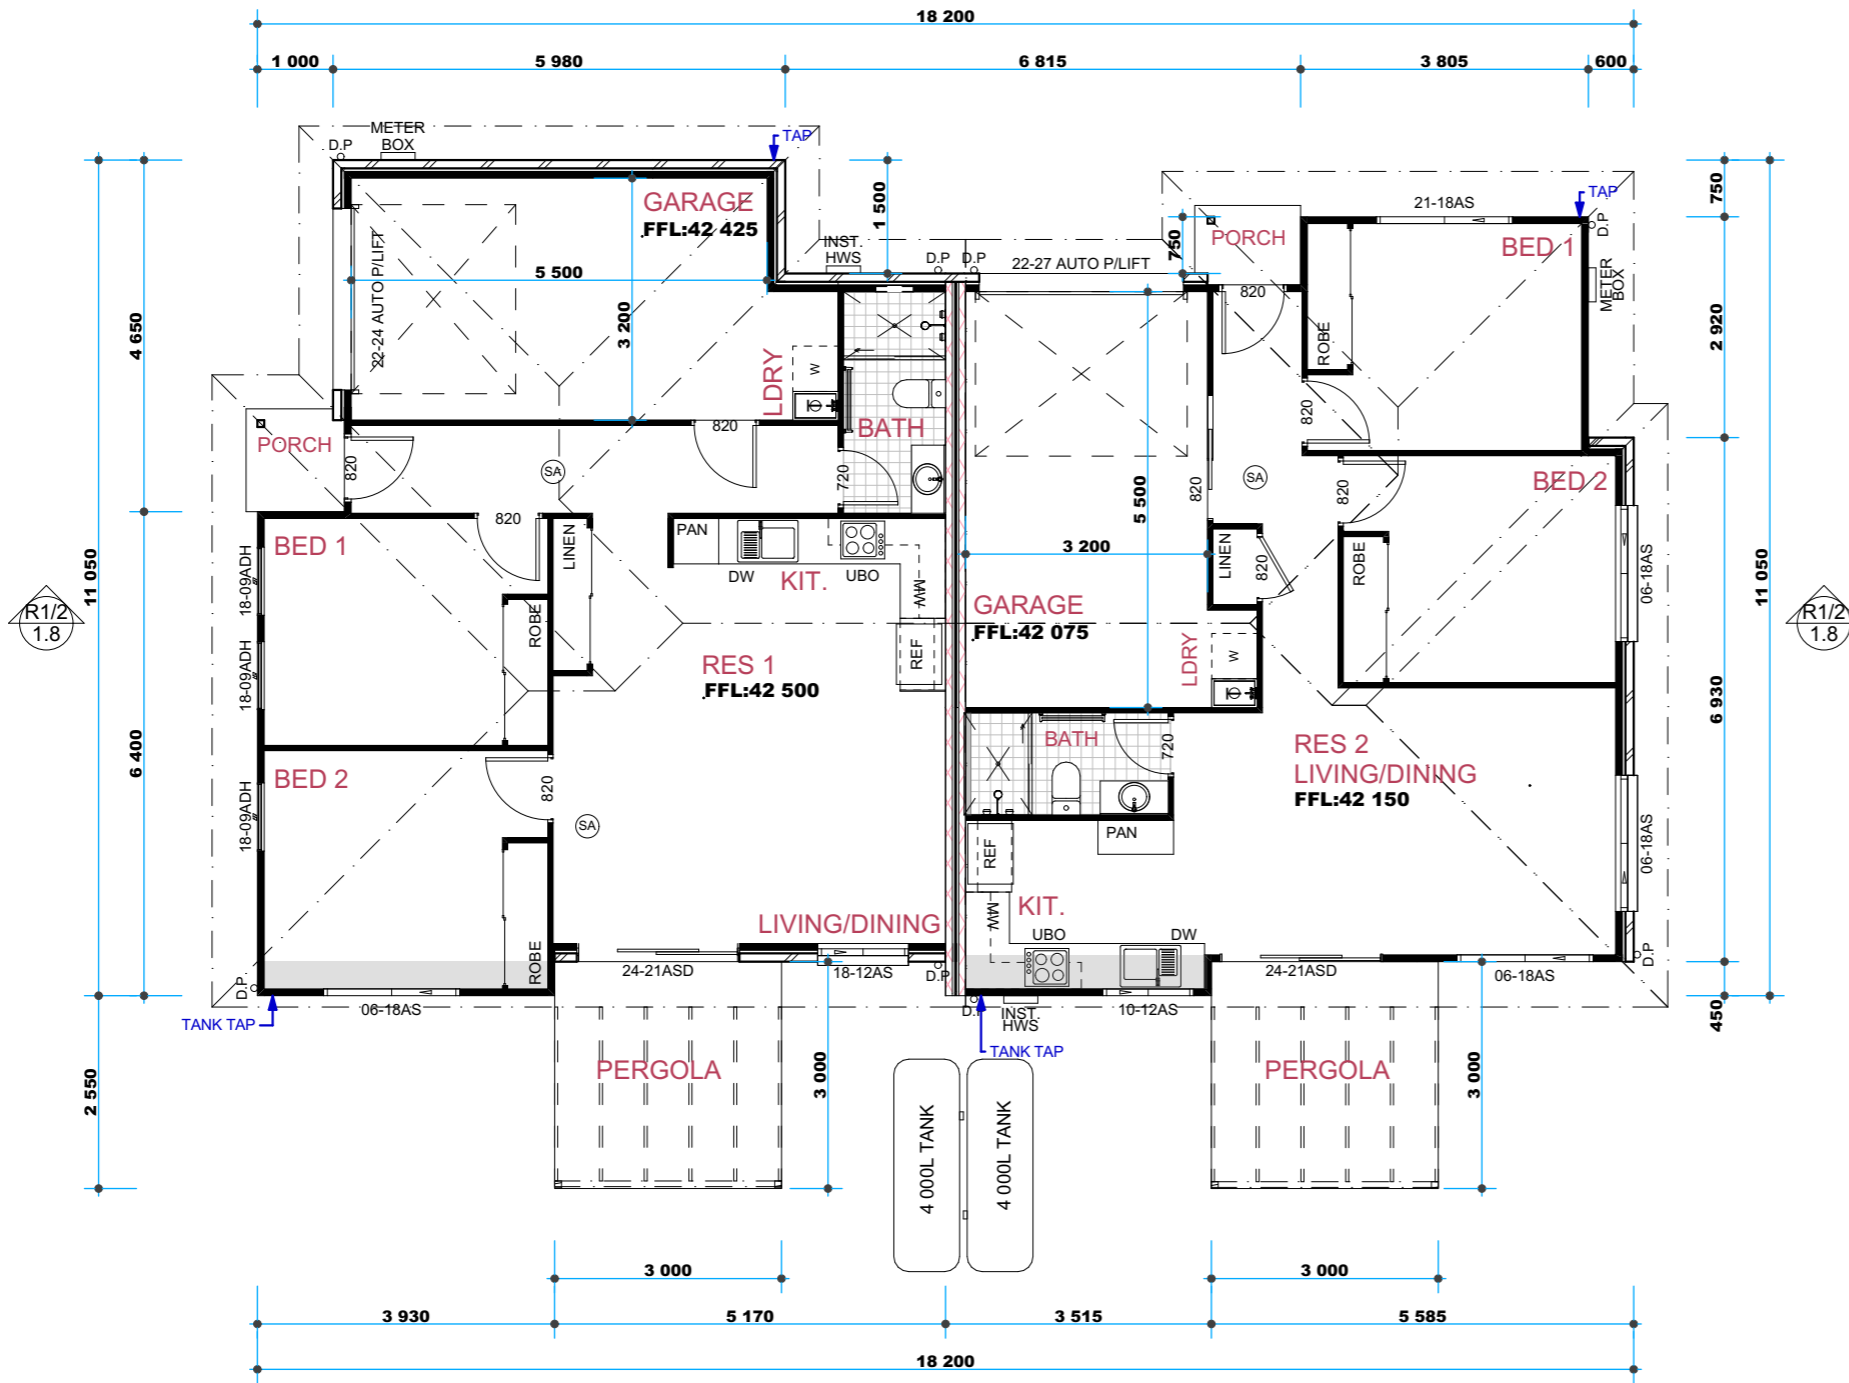 18 200
1 000
5 980
6 815
3 805
600
METER
BOX
D.P
TAP
GARAGE
FFL:42 425
22-24 AUTO P/LIFT
5 500
3 200
1 500
INST.
HWS
D.P
D.P
22-27 AUTO P/LIFT
750
PORCH
820
21-18AS
TAP
D.P
BED 1
METER
BOX
ROBE
750
2 920
6 930
450
11 050
4 650
6 400
11 050
2 550
LDRY
W
BATH
820
720
PORCH
820
SA
820
BED 1
18-09ADH
18-09ADH
18-09ADH
ROBE
LINEN
PAN
DW
UBO
KIT.
MW
REF
RES 1
FFL:42 500
BED 2
820
SA
ROBE
LIVING/DINING
24-21ASD
18-12AS
D.P
D.P
06-18AS
TANK TAP
820
SA
820
820
5 500
3 200
LINEN
820
GARAGE
FFL:42 075
LDRY
W
BED 2
ROBE
06-18AS
BATH
720
RES 2
LIVING/DINING
FFL:42 150
06-18AS
PAN
REF
MW
KIT.
UBO
DW
24-21ASD
06-18AS
D.P
D.P
INST.
HWS
10-12AS
TANK TAP
R1/2
1.8
R1/2
1.8
PERGOLA
3 000
4 000L TANK
4 000L TANK
PERGOLA
3 000
3 000
3 000
3 930
5 170
3 515
5 585
18 200